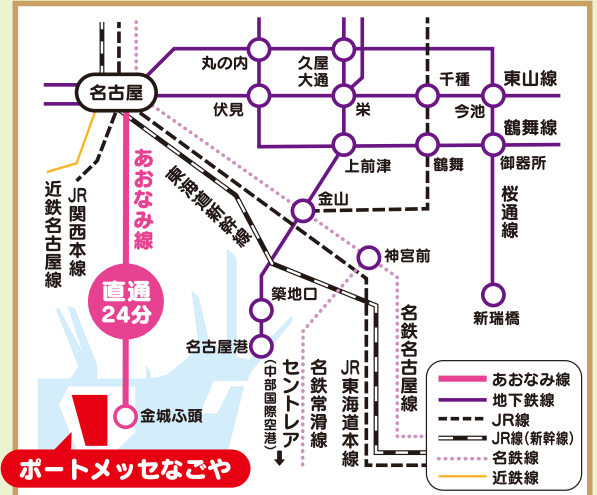 丸の内
久屋
大通
千種
東山線
名古屋
伏見
栄
今池
鶴舞線
上前津
鶴舞
御器所
近鉄名古屋線
JR関西本線
あおなみ線
東海道新幹線
金山
桜通線
神宮前
直通
24分
築地口
新瑞橋
名古屋港
名鉄名古屋線
セントレア
(中部国際空港)
名鉄常滑線
JR東海道本線
金城ふ頭
あおなみ線
地下鉄線
JR線
JR線(新幹線)
名鉄線
近鉄線
ポートメッセなごや